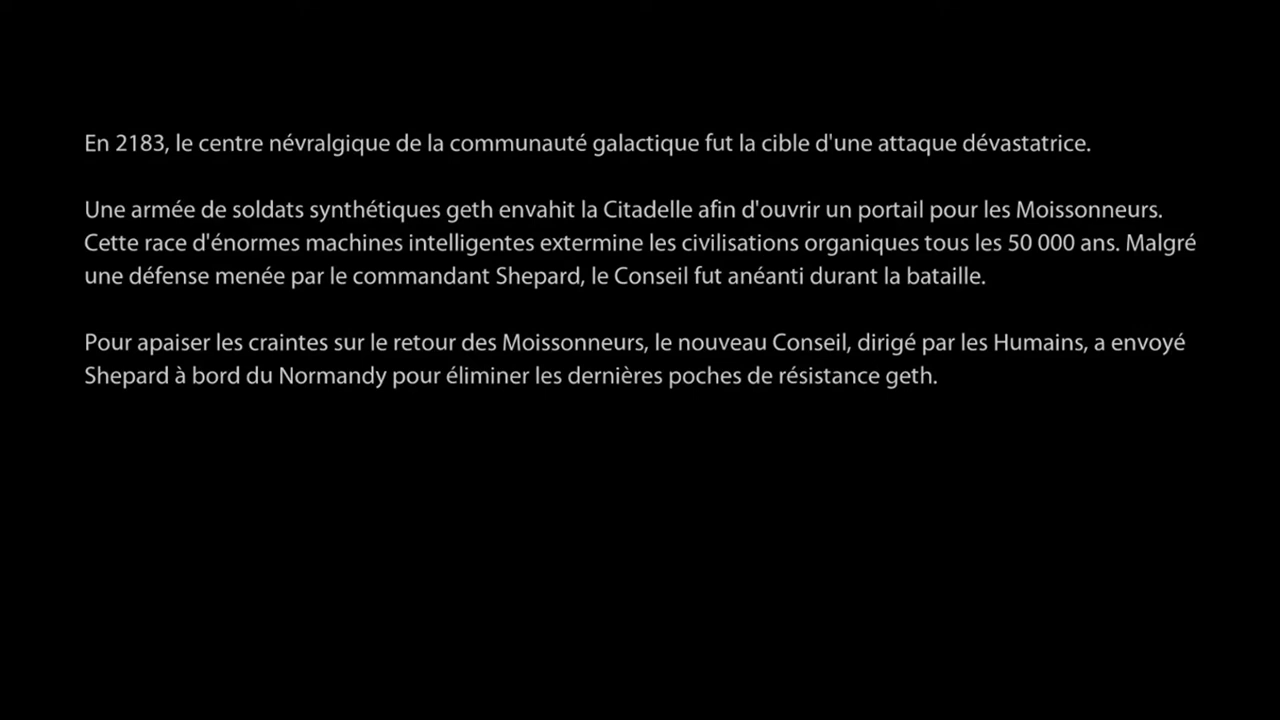 En 2183, le centre névralgique de la communauté galactique fut la cible d'une attaque dévastatrice.
Une armée de soldats synthétiques geth envahit la Citadelle afin d'ouvrir un portail pour les Moissonneurs.
Cette race d'énormes machines intelligentes extermine les civilisations organiques tous les 50 000 ans. Malgré
une défense menée par le commandant Shepard, le Conseil fut anéanti durant la bataille.
Pour apaiser les craintes sur le retour des Moissonneurs, le nouveau Conseil, dirigé par les Humains, a envoyé
Shepard à bord du Normandy pour éliminer les dernières poches de résistance geth.